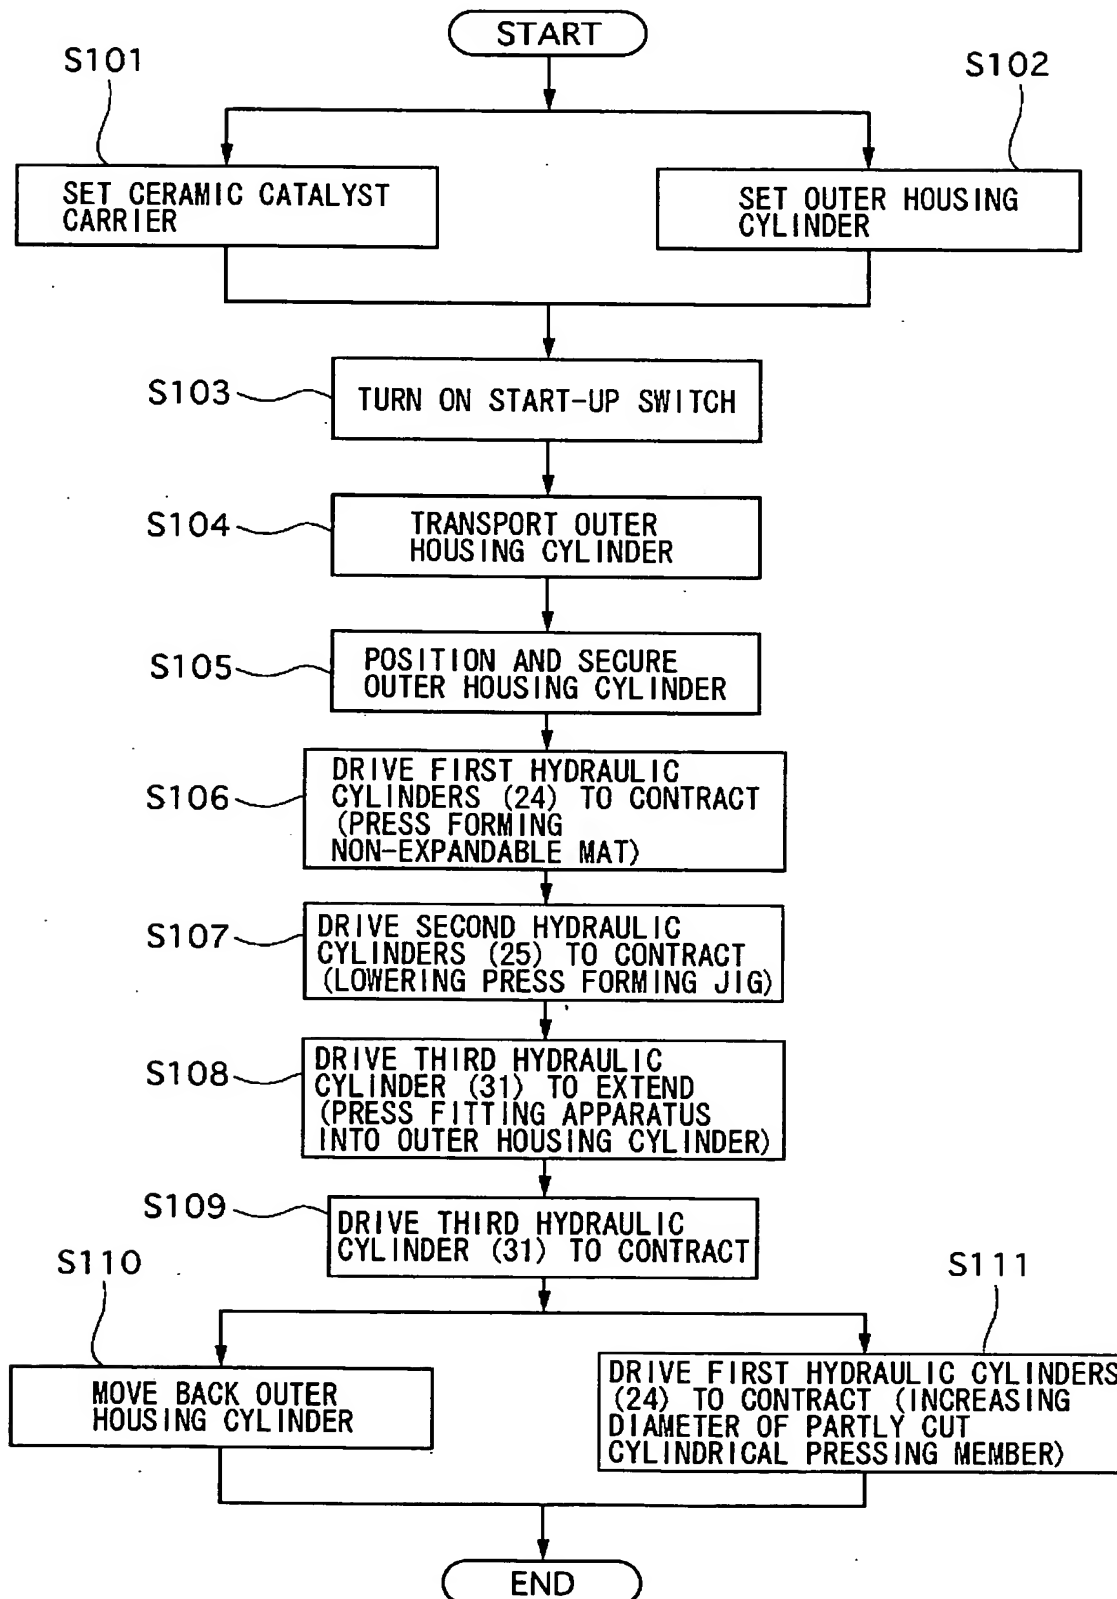 START
S101
S102
SET CERAMIC CATALYST
CARRIER
SET OUTER HOUSING
CYLINDER
S103
TURN ON START-UP SWITCH
S104
TRANSPORT OUTER
HOUSING CYLINDER
S105
POSITION AND SECURE
OUTER HOUSING CYLINDER
S106
DRIVE FIRST HYDRAULIC
CYLINDERS (24) TO CONTRACT
(PRESS FORMING
NON-EXPANDABLE MAT)
S107
DRIVE SECOND HYDRAULIC
CYLINDERS (25) TO CONTRACT
(LOWERING PRESS FORMING JIG)
S108
DRIVE THIRD HYDRAULIC
CYLINDER (31) TO EXTEND
(PRESS FITTING APPARATUS
INTO OUTER HOUSING CYLINDER)
S109
DRIVE THIRD HYDRAULIC
CYLINDER (31) TO CONTRACT
S110
S111
MOVE BACK OUTER
HOUSING CYLINDER
DRIVE FIRST HYDRAULIC CYLINDERS
(24) TO CONTRACT (INCREASING
DIAMETER OF PARTLY CUT
CYLINDRICAL PRESSING MEMBER)
END